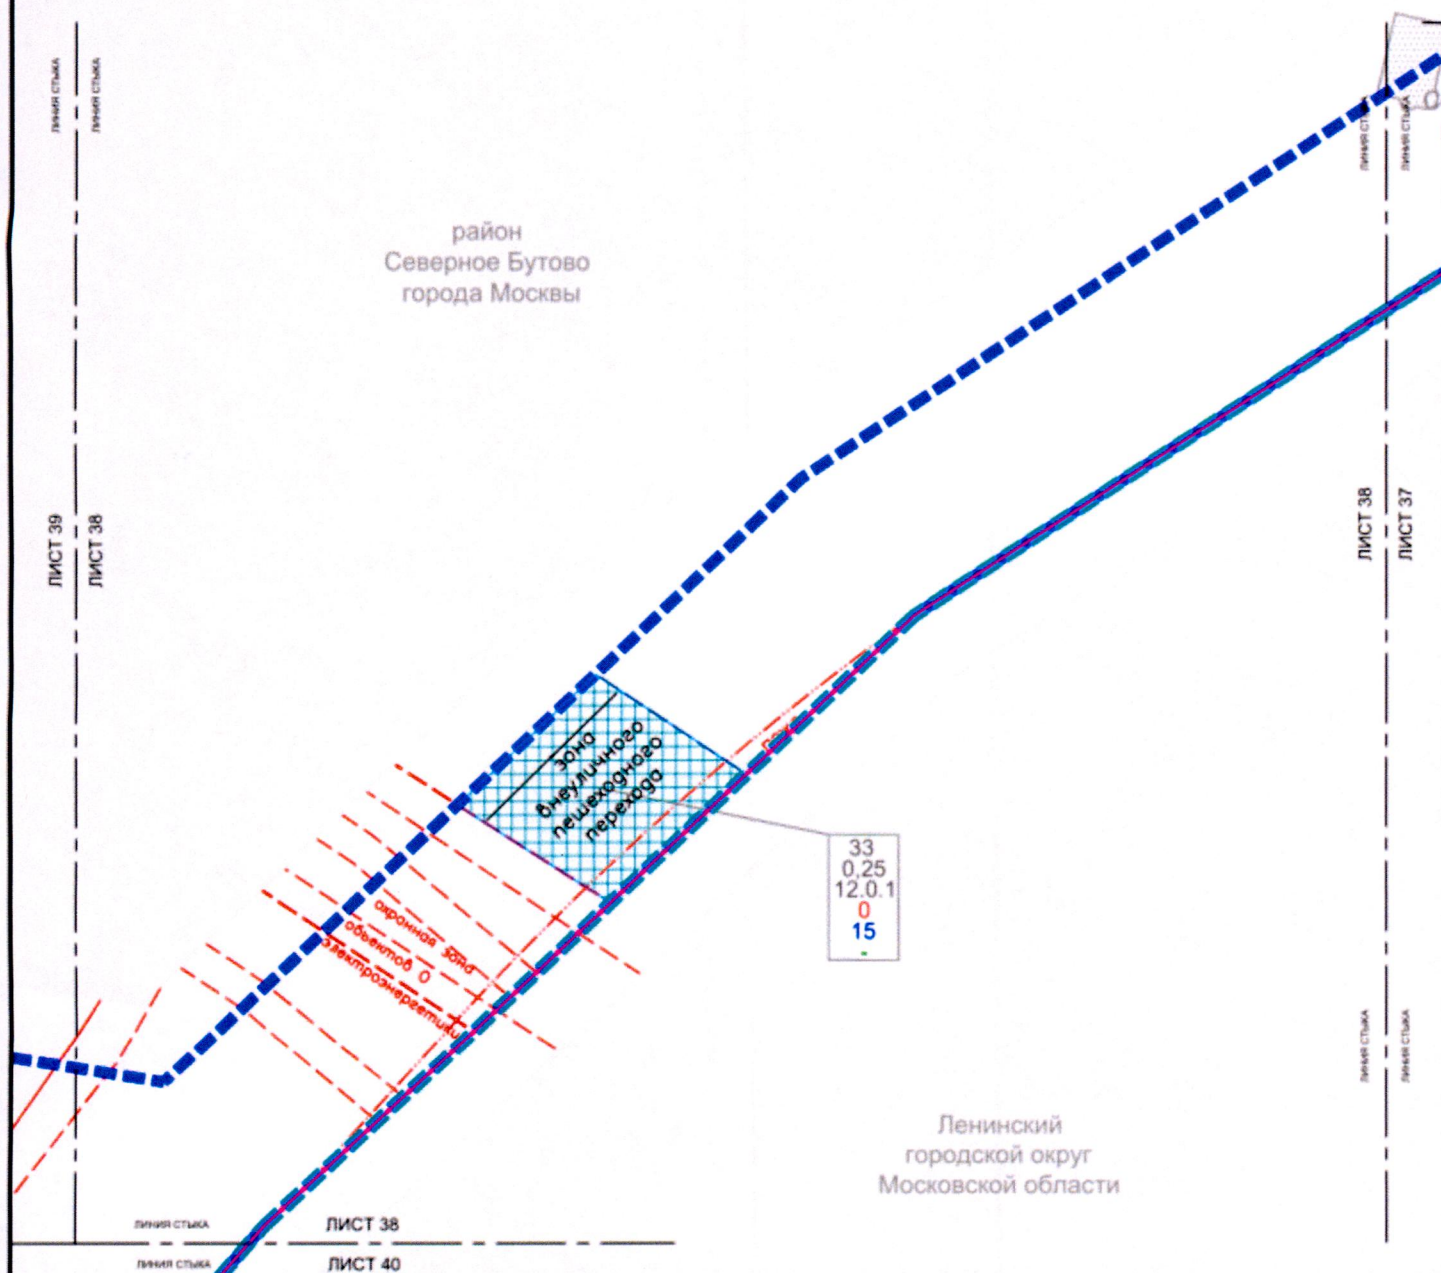 ЛИНИЯ СТЫКА
ЛИНИЯ СТЫКА
ЛИНИЯ СТЫКА
ЛИНИЯ СТЫКА
район
Северное Бутово
города Москвы
ЛИСТ 39
ЛИСТ 38
ЛИСТ 38
ЛИСТ 37
зона
внеуличного
пешеходного
перехода
33
0,25
12.0.1
0
15
-
охранная зона
объектов
электроэнергетики
ЛИНИЯ СТЫКА
ЛИНИЯ СТЫКА
Ленинский
городской округ
Московской области
ЛИНИЯ СТЫКА
ЛИСТ 38
ЛИНИЯ СТЫКА
ЛИСТ 40